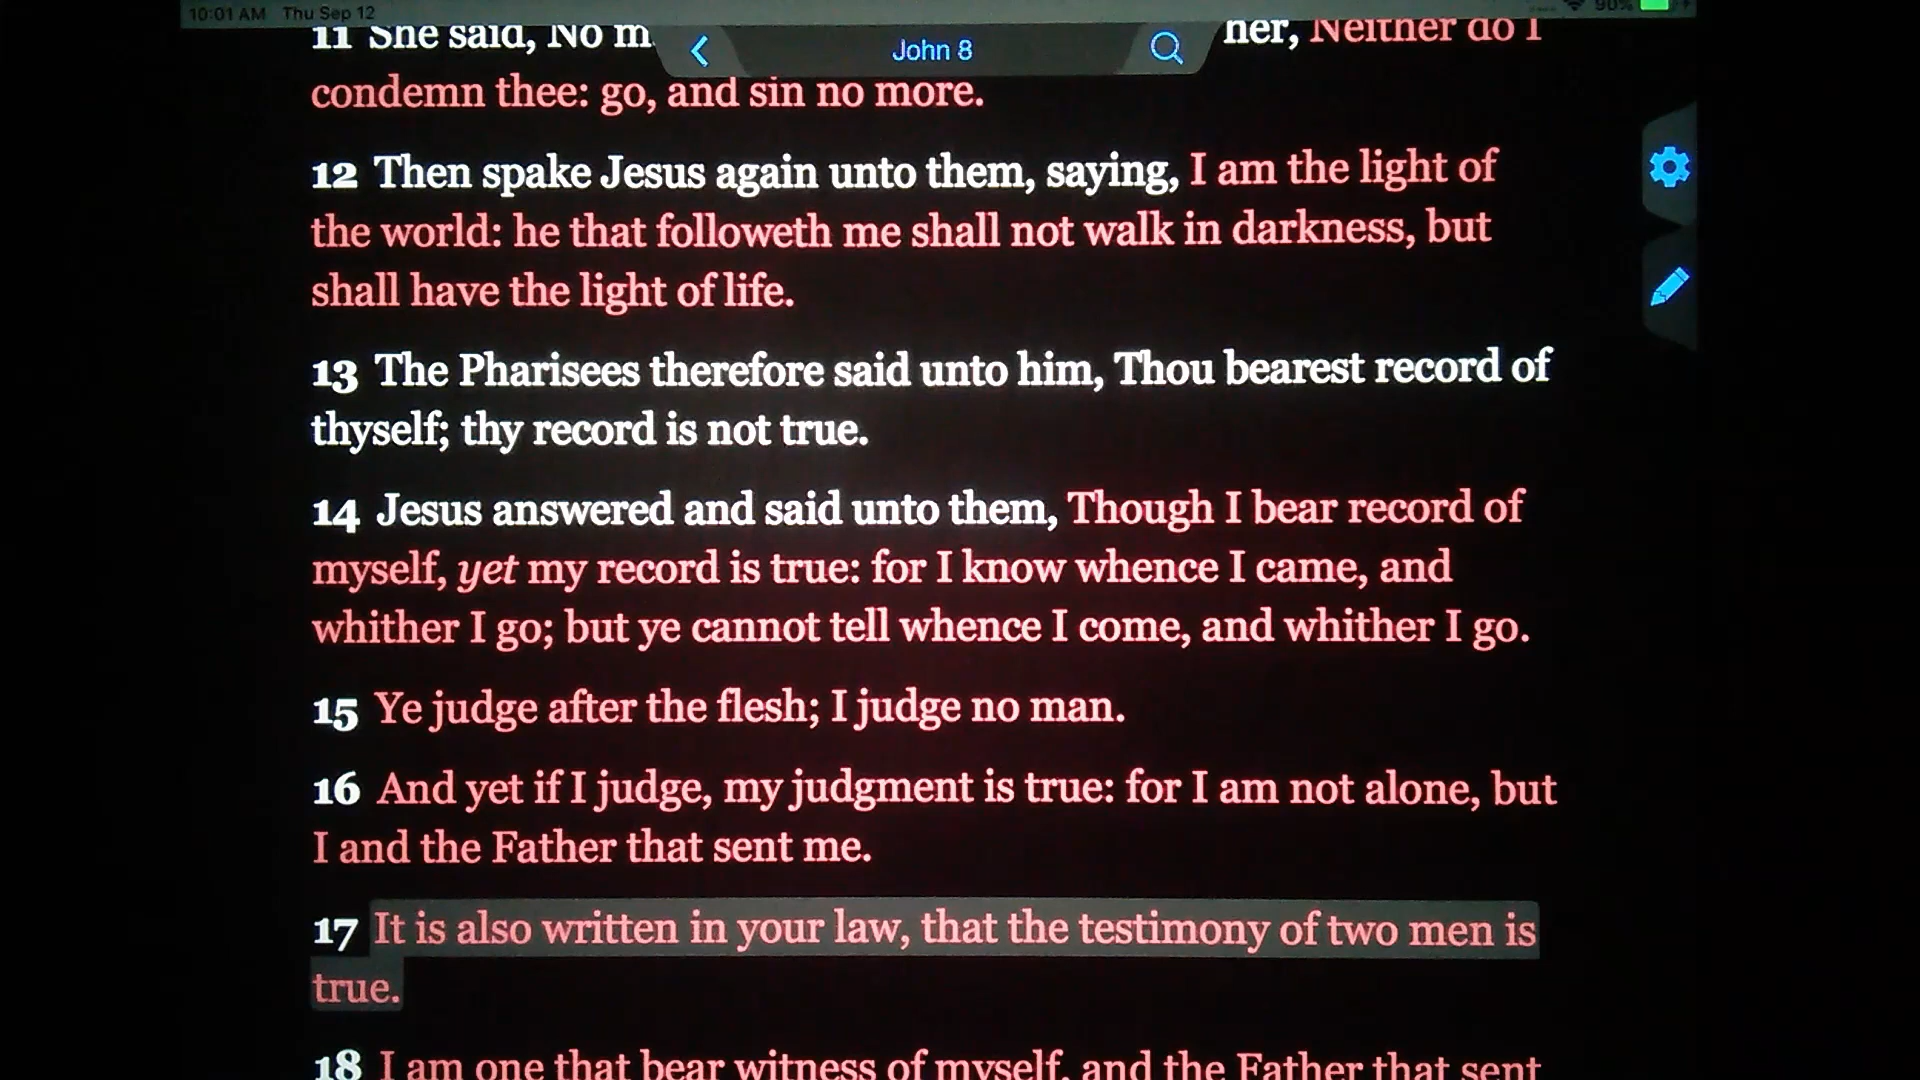 10:01 AM Thu Sep 12
John 8
11 She said, No m her, Neither do I
condemn thee: go, and sin no more.
12 Then spake Jesus again unto them, saying, I am the light of
the world: he that followeth me shall not walk in darkness, but
shall have the light of life.
13 The Pharisees therefore said unto him, Thou bearest record of
thyself; thy record is not true.
14 Jesus answered and said unto them, Though I bear record of
myself, yet my record is true: for I know whence I came, and
whither I go; but ye cannot tell whence I come, and whither I go.
15 Ye judge after the flesh; I judge no man.
16 And yet if I judge, my judgment is true: for I am not alone, but
I and the Father that sent me.
17 It is also written in your law, that the testimony of two men is
true.
18 I am one that bear witness of myself, and the Father that sent